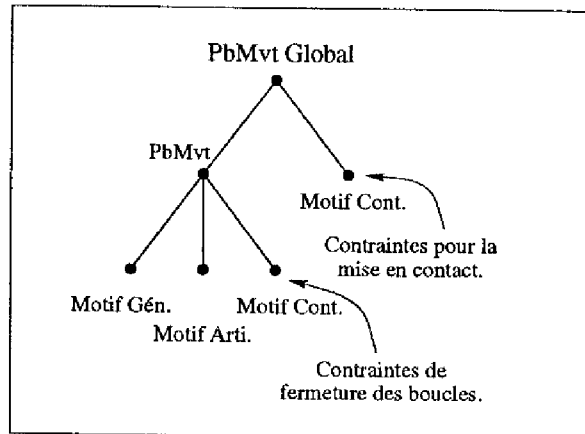 PbMvt Global
PbMvt
Motif Cont.
Contraintes pour la
mise en contact.
Motif Gén.
Motif Cont.
Motif Arti.
Contraintes de
fermeture des boucles.